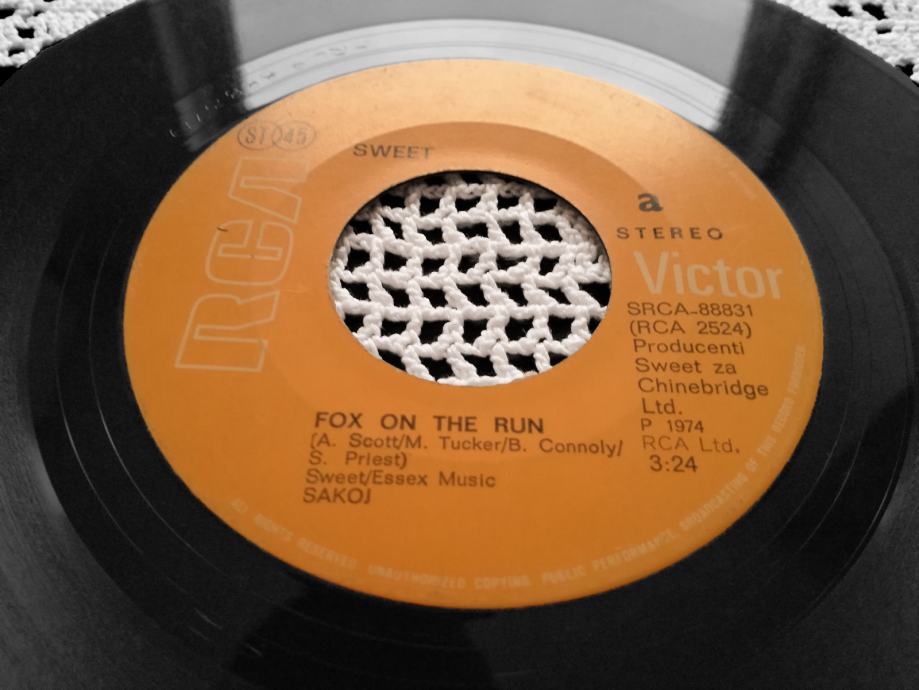 ST 45
SWEET
RCA
a
STEREO
Victor
SRCA-88831
(RCA 2524)
Producenti
Sweet za
Chinebridge
Ltd.
P 1974
RCA Ltd.
3:24
FOX ON THE RUN
(A. Scott/M. Tucker/B. Connoly/
S. Priest)
Sweet/Essex Music
SAKOJ
ALL RIGHTS RESERVED. UNAUTHORIZED COPYING, PUBLIC PERFORMANCE, BROADCASTING OF THIS RECORD FORBIDDEN